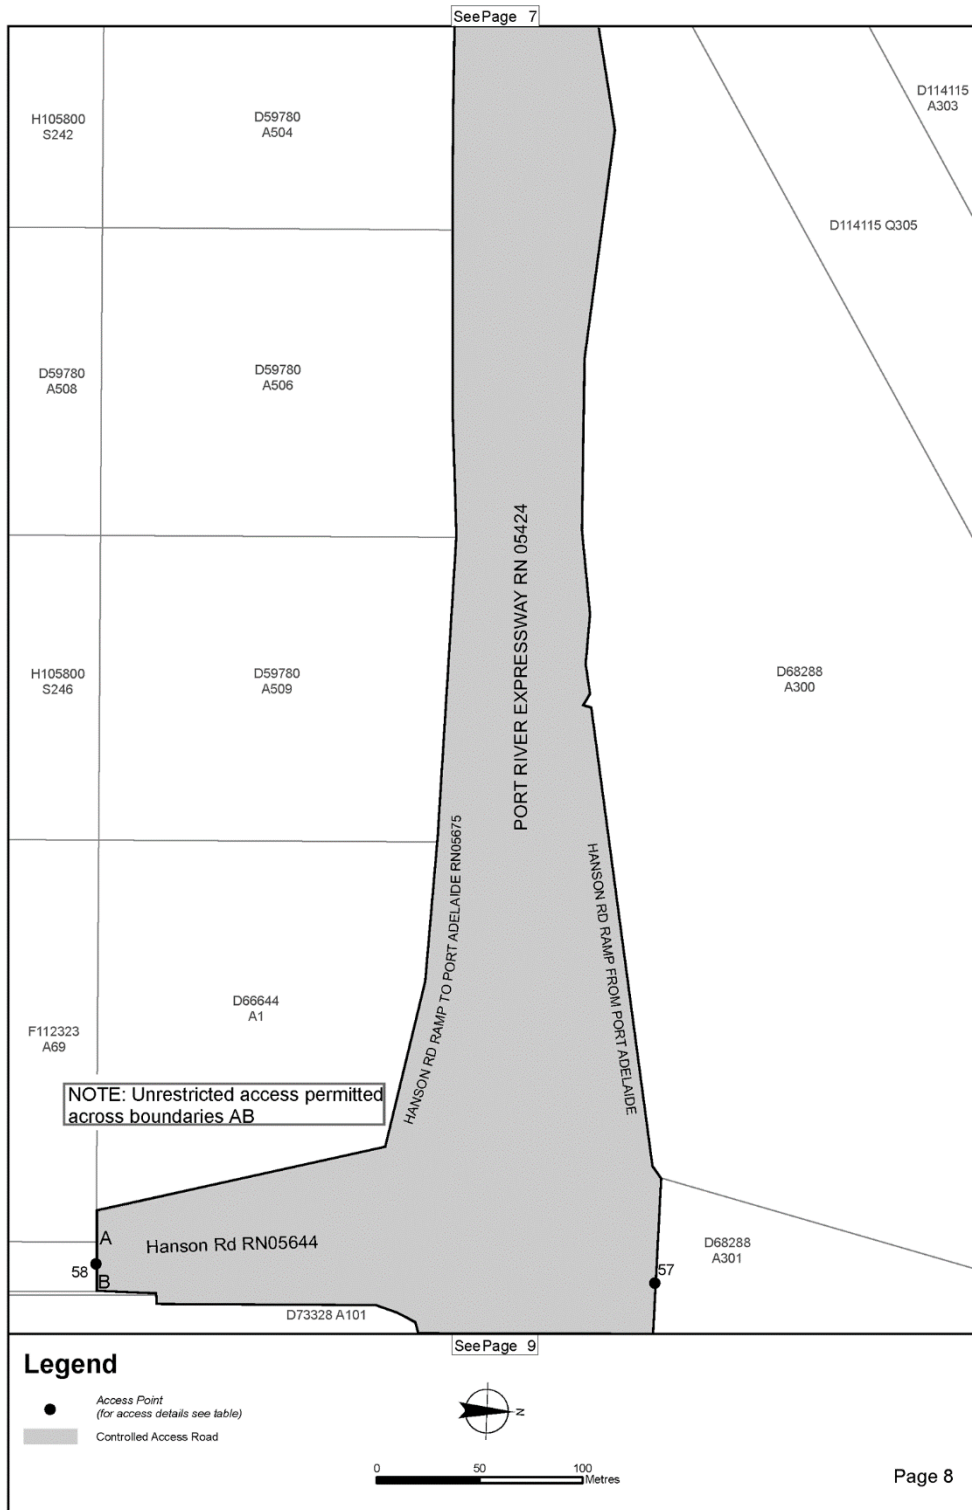 See Page 7
H105800
S242
D59780
A504
D114115
A303
D114115 Q305
D59780
A508
D59780
A506
PORT RIVER EXPRESSWAY RN 05424
H105800
S246
D59780
A509
D68288
A300
HANSON RD RAMP TO PORT ADELAIDE RN05675
HANSON RD RAMP FROM PORT ADELAIDE
D66644
A1
F112323
A69
NOTE: Unrestricted access permitted
across boundaries AB
A
Hanson Rd RN05644
58
B
57
D68288
A301
D73328 A101
See Page 9
Legend
Access Point
(for access details see table)
Controlled Access Road
N
0 50 100
Metres
Page 8